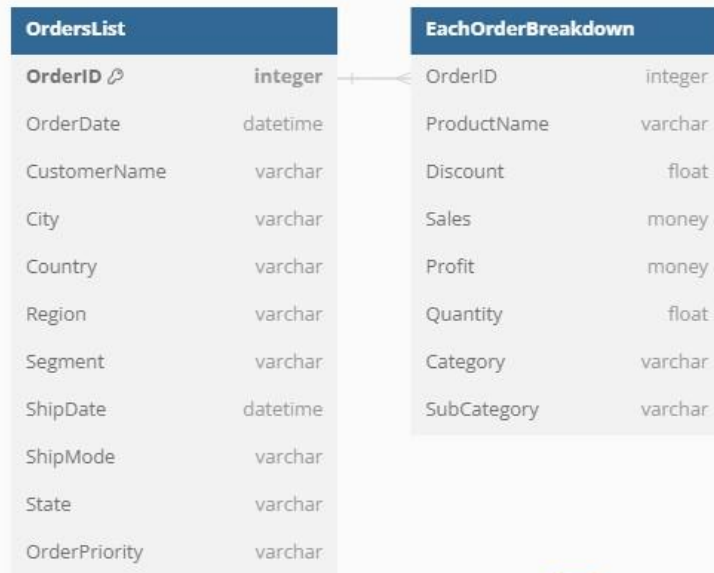 OrdersList
OrderID integer
OrderDate datetime
CustomerName varchar
City varchar
Country varchar
Region varchar
Segment varchar
ShipDate datetime
ShipMode varchar
State varchar
OrderPriority varchar
EachOrderBreakdown
OrderID integer
ProductName varchar
Discount float
Sales money
Profit money
Quantity float
Category varchar
SubCategory varchar